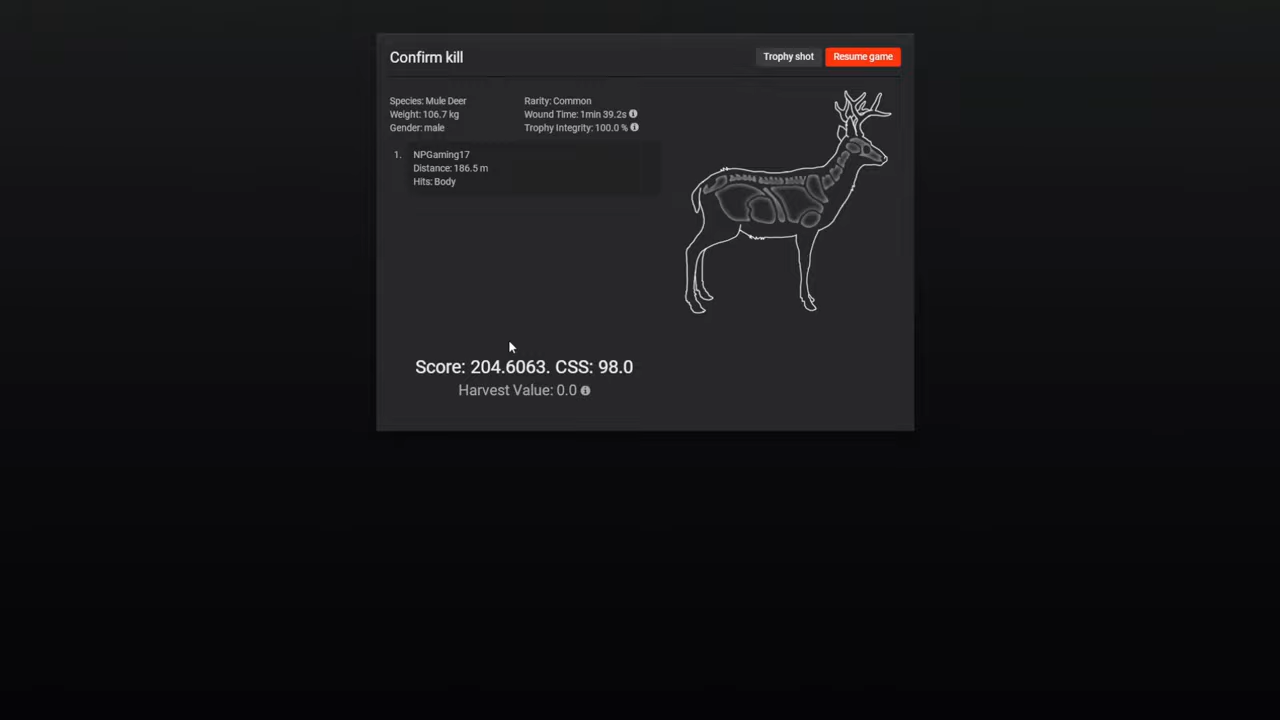 Confirm kill
Trophy shot
Resume game
Species: Mule Deer
Weight: 106.7 kg
Gender: male
Rarity: Common
Wound Time: 1min 39.2s
Trophy Integrity: 100.0 %
1. NPGaming17
Distance: 186.5 m
Hits: Body
Score: 204.6063. CSS: 98.0
Harvest Value: 0.0